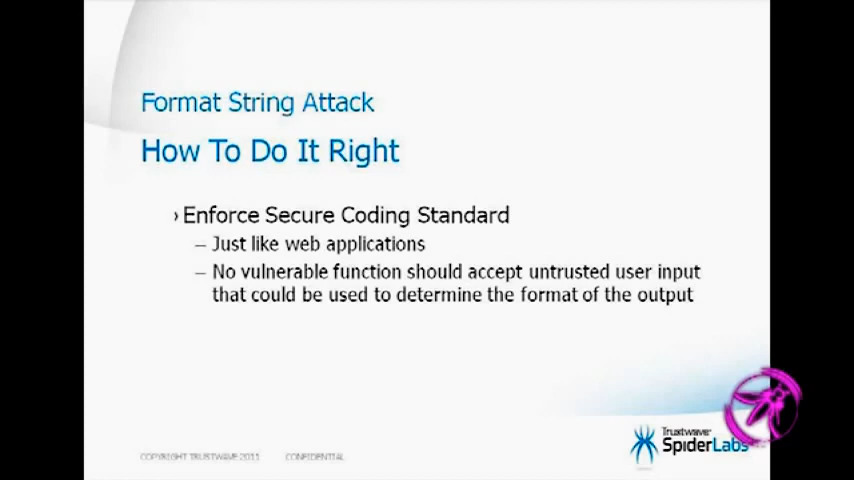 Format String Attack
How To Do It Right
› Enforce Secure Coding Standard
– Just like web applications
– No vulnerable function should accept untrusted user input
that could be used to determine the format of the output
COPYRIGHT TRUSTWAVE 2011 CONFIDENTIAL
Trustwave
SpiderLabs